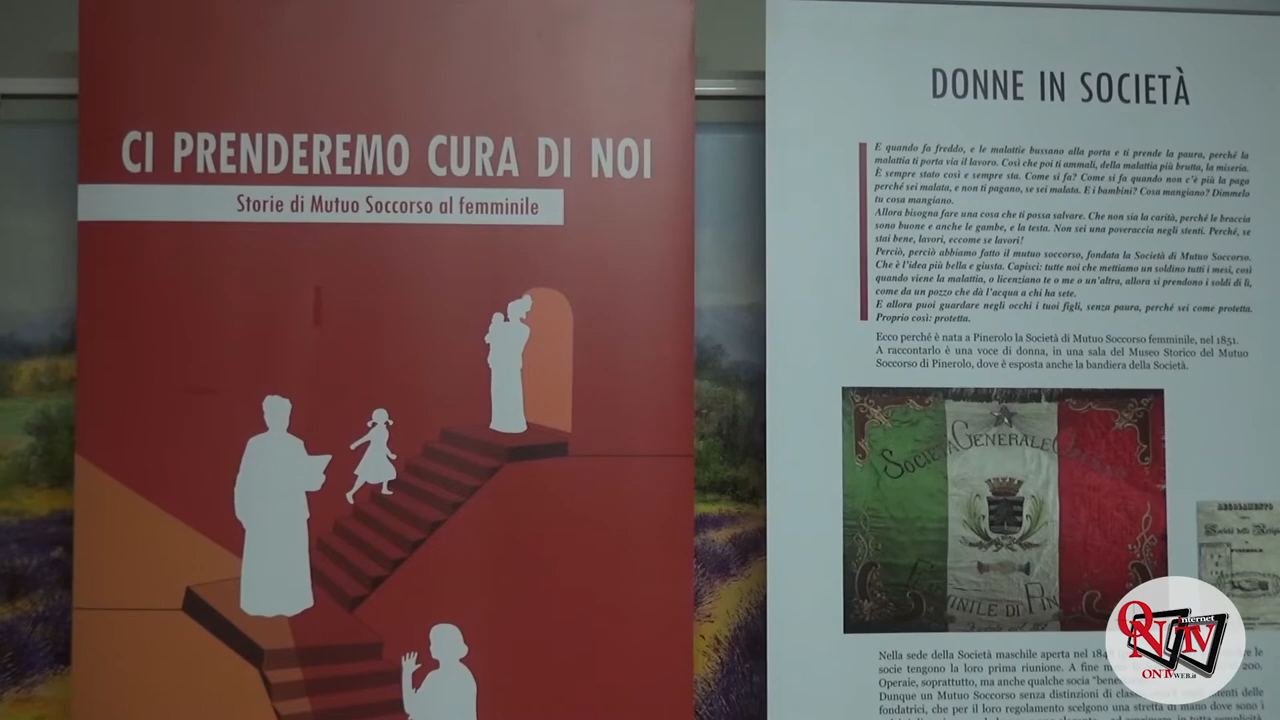 CI PRENDEREMO CURA DI NOI
Storie di Mutuo Soccorso al femminile
DONNE IN SOCIETÀ
E quando fa freddo, e le malattie bussano alla porta e ti prende la paura, perché la
malattia ti porta via il lavoro. Così che poi ti ammali, della malattia più brutta, la miseria.
È sempre stato così e sempre sta. Come si fa? Come si fa quando non c'è più la paga
perché sei malata, e non ti pagano, se sei malata. E i bambini? Cosa mangiano? Dimmelo
tu cosa mangiano.
Allora bisogna fare una cosa che ti possa salvare. Che non sia la carità, perché le braccia
sono buone e anche le gambe, e la testa. Non sei una poveraccia negli stenti. Perché, se
stai bene, lavori, eccome se lavori!
Perciò, perciò abbiamo fatto il mutuo soccorso, fondata la Società di Mutuo Soccorso.
Che è l'idea più bella e giusta. Capisci: tutte noi che mettiamo un soldino tutti i mesi, così
quando viene la malattia, o licenziano te o me o un'altra, allora si prendono i soldi di lì,
come da un pozzo che dà l'acqua a chi ha sete.
E allora puoi guardare negli occhi i tuoi figli, senza paura, perché sei come protetta.
Proprio così: protetta.
Ecco perché è nata a Pinerolo la Società di Mutuo Soccorso femminile, nel 1851.
A raccontarlo è una voce di donna, in una sala del Museo Storico del Mutuo
Soccorso di Pinerolo, dove è esposta anche la bandiera della Società.
SOCIETÀ GENERALE
DI PIN
REGOLAMENTO
PINEROLO
Nella sede della Società maschile aperta nel
socie tengono la loro prima riunione. A fine
Operaie, soprattutto, ma anche qualche socia
Dunque un Mutuo Soccorso senza distinzioni di
fondatrici, che per il loro regolamento scelgono una stretta di mano dove sono i
ON Internet TV
ONTVWEB.it